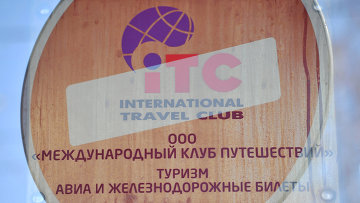 iTC
INTERNATIONAL
TRAVEL CLUB
ООО
«МЕЖДУНАРОДНЫЙ КЛУБ ПУТЕШЕСТВИЙ»
ТУРИЗМ
АВИА И ЖЕЛЕЗНОДОРОЖНЫЕ БИЛЕТЫ